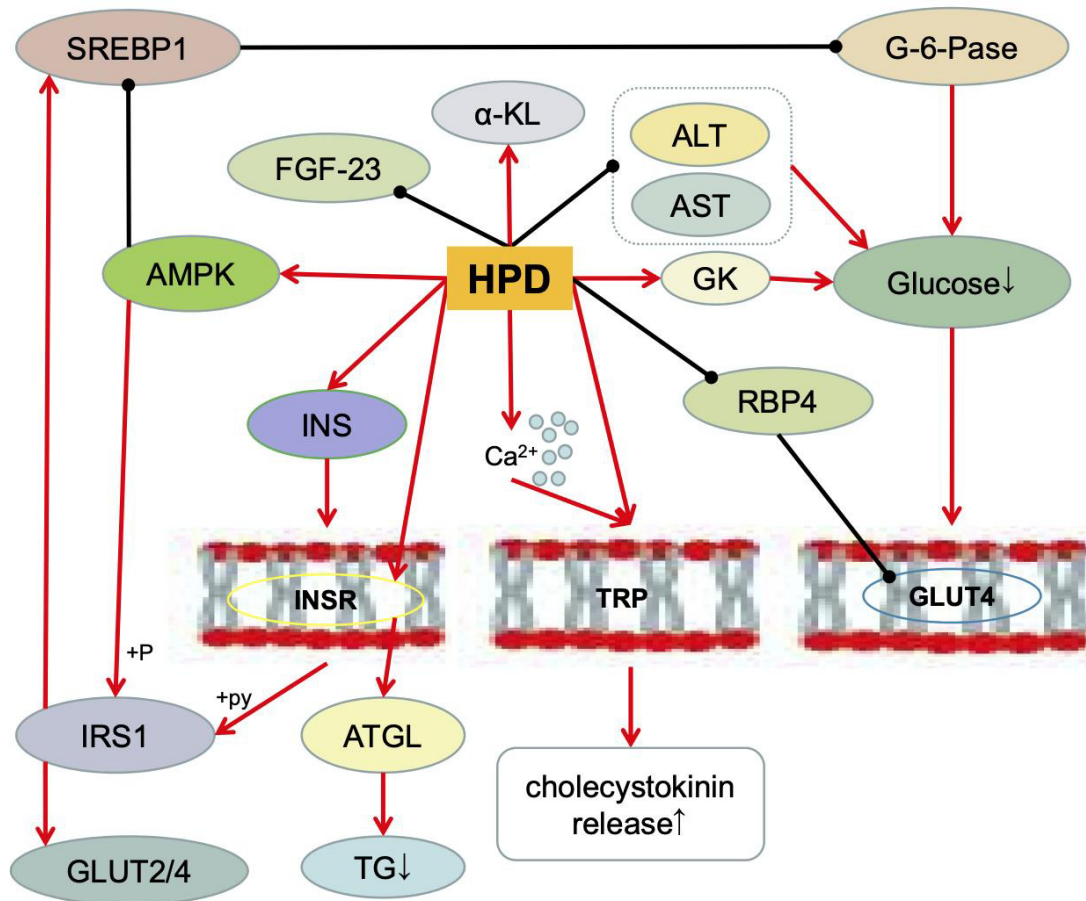 SREBP1
G-6-Pase
α-KL
ALT
FGF-23
AST
AMPK
HPD
GK
Glucose↓
INS
RBP4
Ca²⁺
INSR
TRP
GLUT4
+P
+py
IRS1
ATGL
cholecystokinin
release↑
GLUT2/4
TG↓